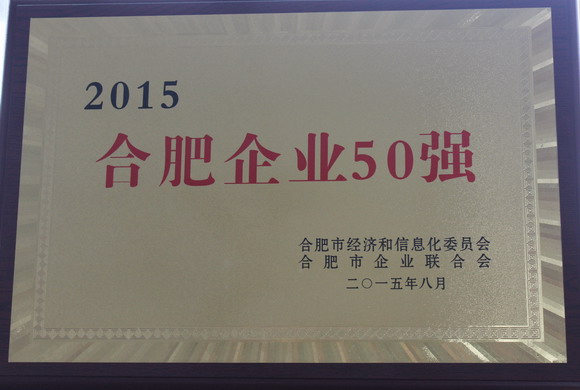 2015
合肥企业50强
合肥市经济和信息化委员会
合肥市企业联合会
二〇一五年八月